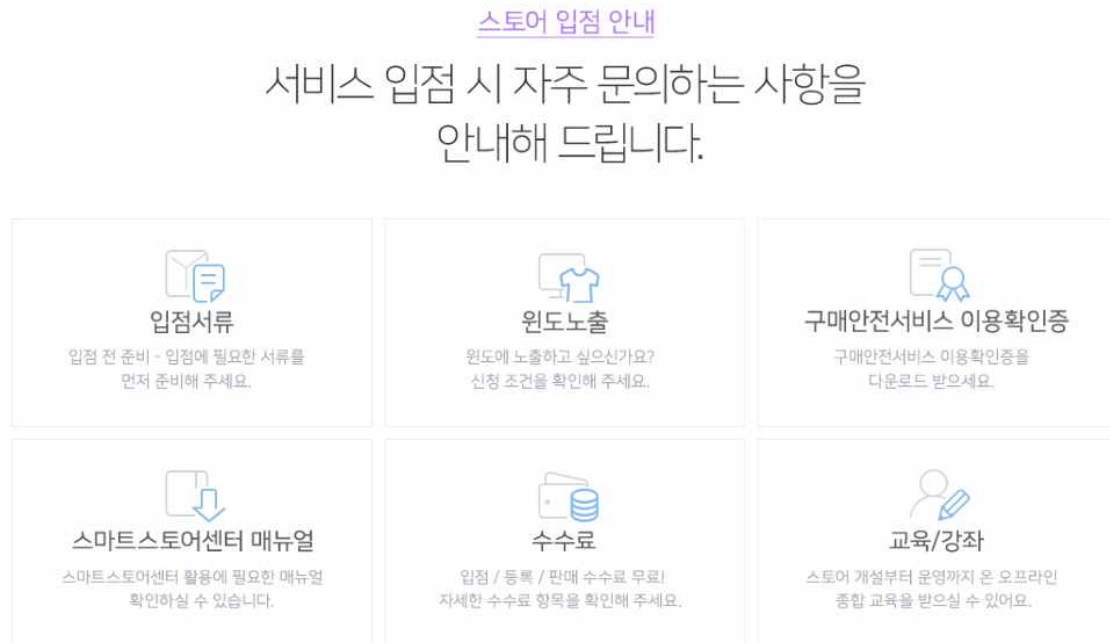 스토어 입점 안내
서비스 입점 시 자주 문의하는 사항을
안내해 드립니다.
입점서류
입점 전 준비 - 입점에 필요한 서류를
먼저 준비해 주세요.
윈도노출
윈도에 노출하고 싶으신가요?
신청 조건을 확인해 주세요.
구매안전서비스 이용확인증
구매안전서비스 이용확인증을
다운로드 받으세요.
스마트스토어센터 매뉴얼
스마트스토어센터 활용에 필요한 매뉴얼
확인하실 수 있습니다.
수수료
입점 / 등록 / 판매 수수료 무료!
자세한 수수료 항목을 확인해 주세요.
교육/강좌
스토어 개설부터 운영까지 온 오프라인
종합 교육을 받으실 수 있어요.